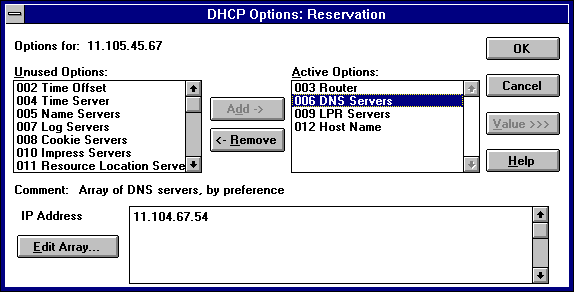 DHCP Options: Reservation
Options for: 11.105.45.67
OK
Unused Options:
002 Time Offset
004 Time Server
005 Name Servers
007 Log Servers
008 Cookie Servers
010 Impress Servers
011 Resource Location Serve
Add ->
<- Remove
Active Options:
003 Router
006 DNS Servers
009 LPR Servers
012 Host Name
Cancel
Value >>>
Help
Comment: Array of DNS servers, by preference
IP Address
11.104.67.54
Edit Array...